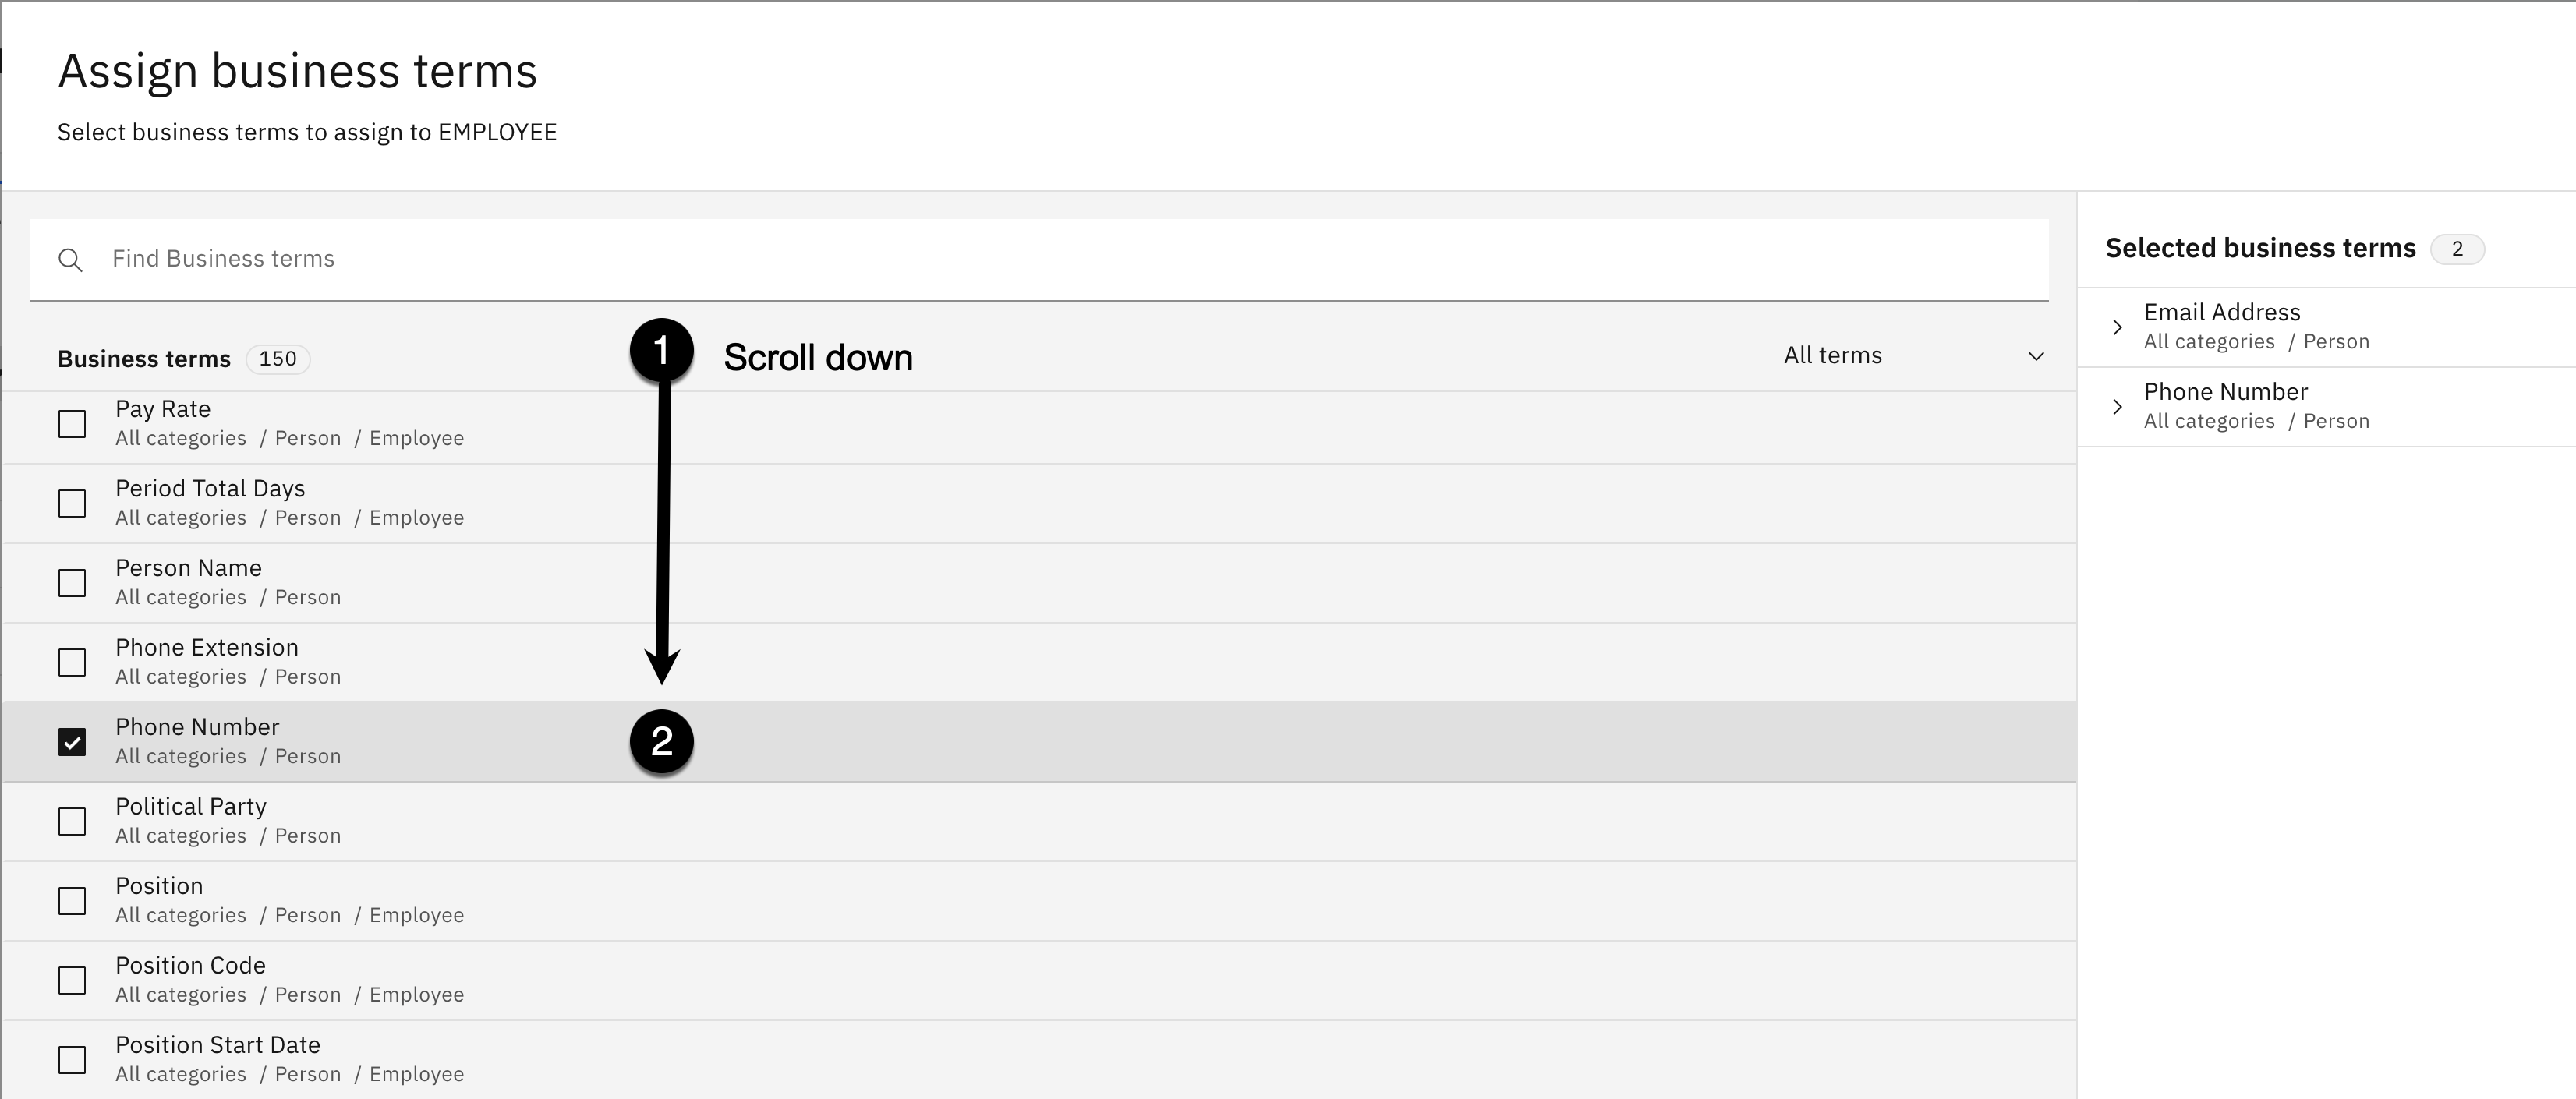 Assign business terms
Select business terms to assign to EMPLOYEE
Find Business terms
Business terms 150
1 Scroll down
All terms
Pay Rate
All categories / Person / Employee
Period Total Days
All categories / Person / Employee
Person Name
All categories / Person
Phone Extension
All categories / Person
Phone Number
All categories / Person
2
Political Party
All categories / Person
Position
All categories / Person / Employee
Position Code
All categories / Person / Employee
Position Start Date
All categories / Person / Employee
Selected business terms 2
Email Address
All categories / Person
Phone Number
All categories / Person